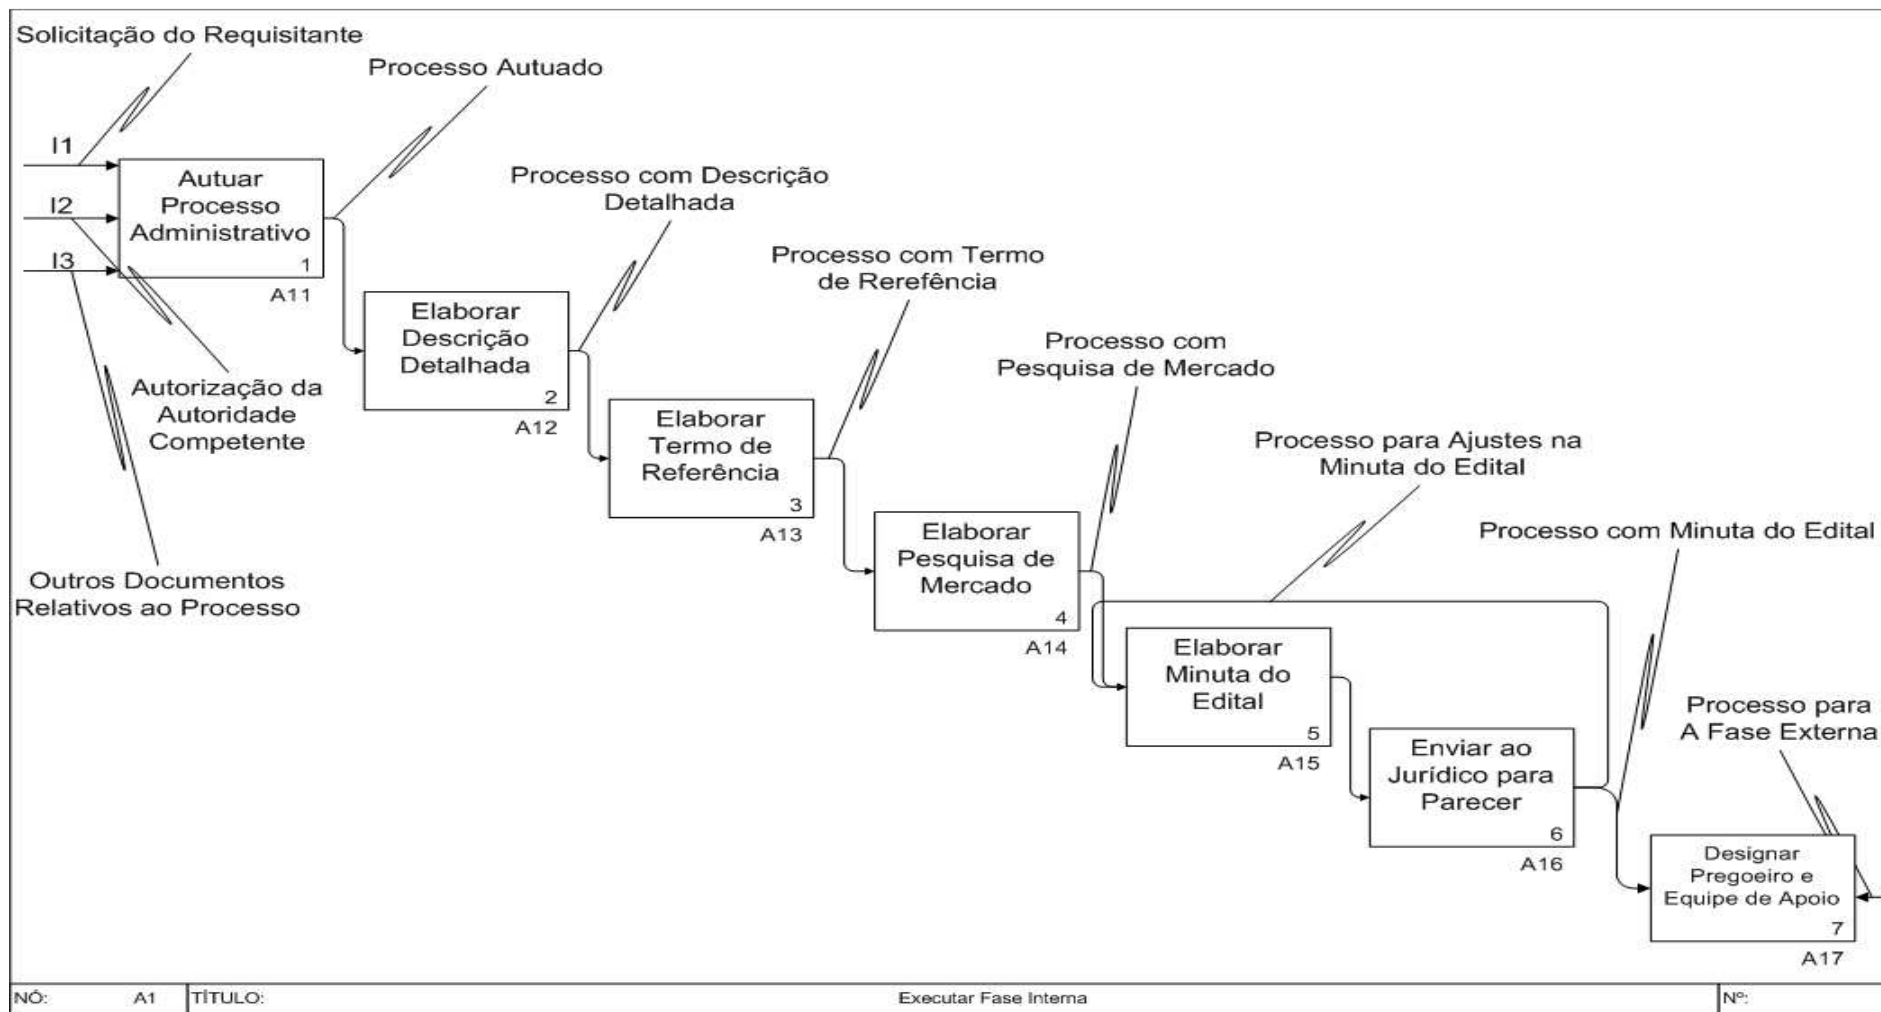 Solicitação do Requisitante
Processo Autuado
I1
I2
I3
Autuar
Processo
Administrativo
1
A11
Processo com Descrição
Detalhada
Elaborar
Descrição
Detalhada
2
A12
Autorização da
Autoridade
Competente
Outros Documentos
Relativos ao Processo
Processo com Termo
de Rerefência
Elaborar
Termo de
Referência
3
A13
Processo com
Pesquisa de Mercado
Elaborar
Pesquisa de
Mercado
4
A14
Processo para Ajustes na
Minuta do Edital
Elaborar
Minuta do
Edital
5
A15
Processo com Minuta do Edital
Enviar ao
Jurídico para
Parecer
6
A16
Processo para
A Fase Externa
Designar
Pregoeiro e
Equipe de Apoio
7
A17
NÓ: A1 TÍTULO: Executar Fase Interna Nº: